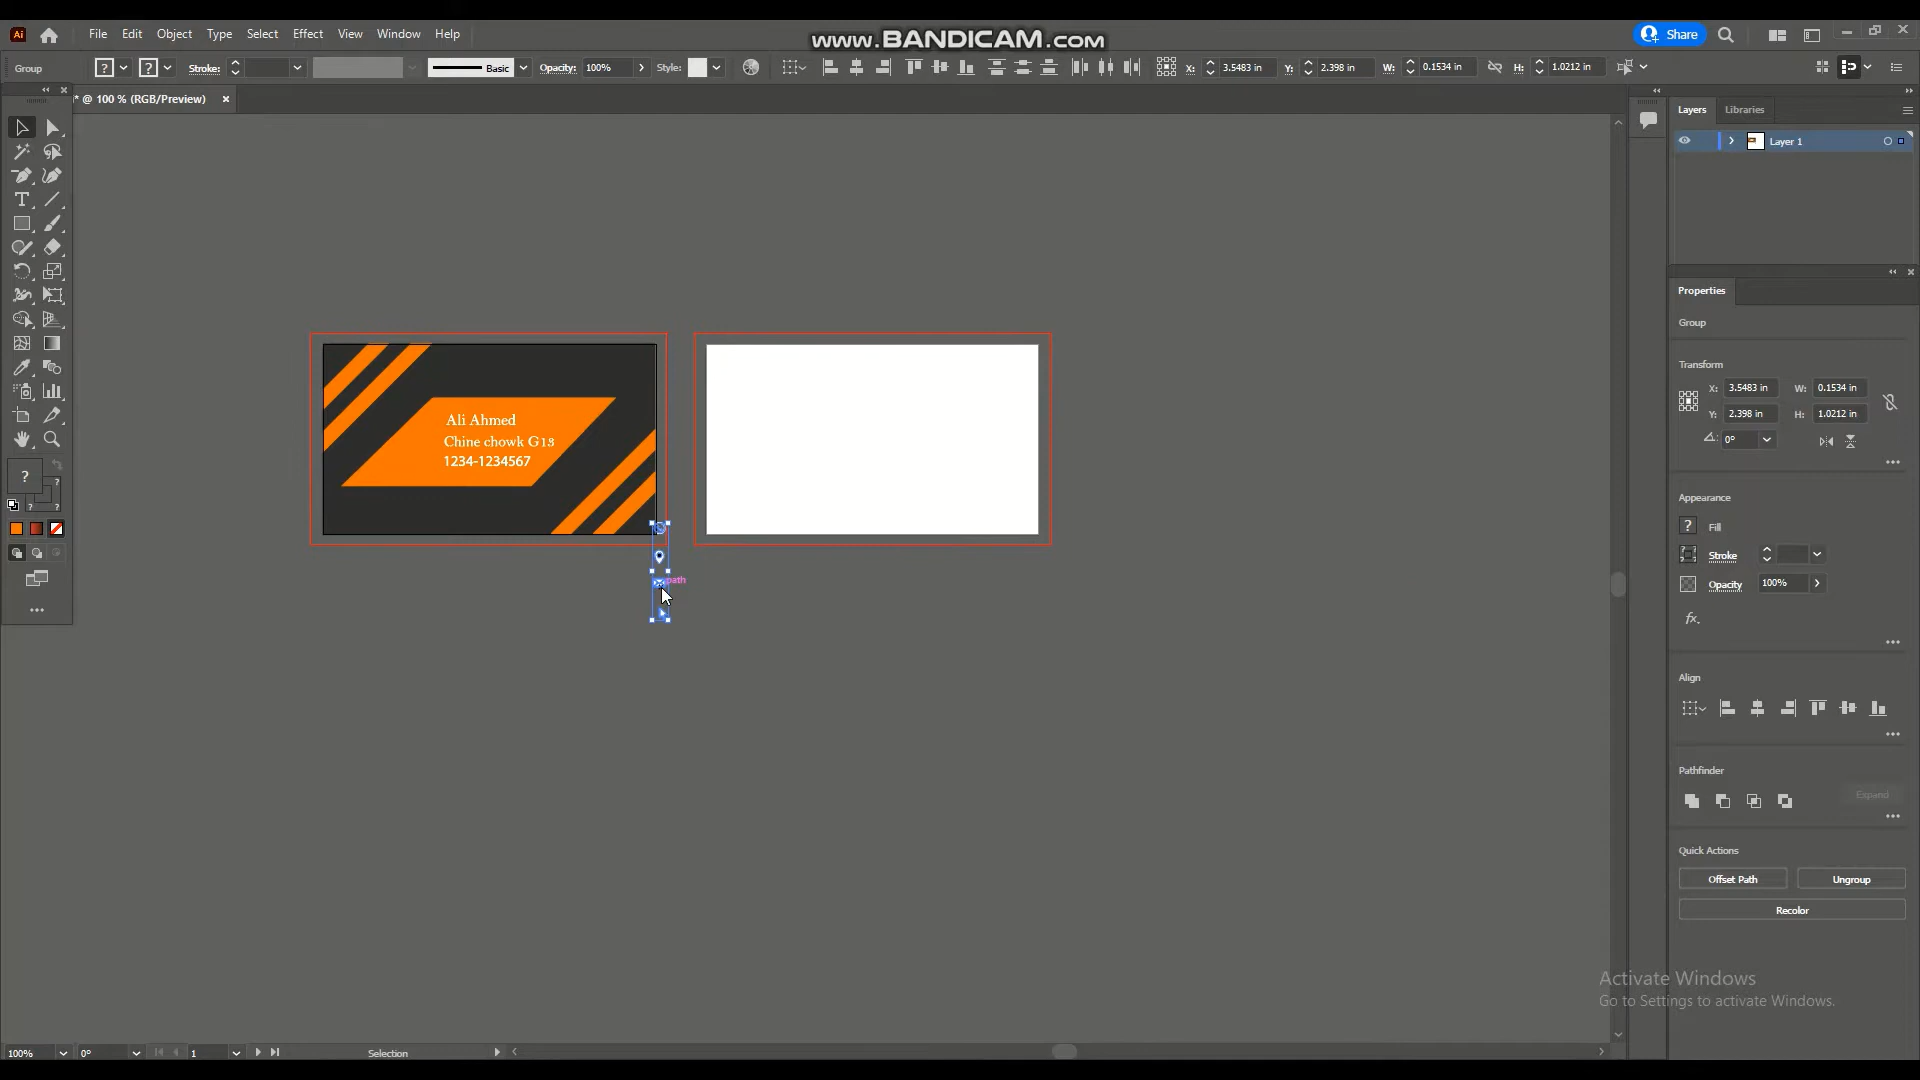 www.BANDICAM.com
Ai File Edit Object Type Select Effect View Window Help Share
Group ? ? Stroke: Basic Opacity: 100% Style: X: 3.5483 in Y: 2.398 in W: 0.1534 in H: 1.0212 in
* @ 100 % (RGB/Preview) ×
Layers Libraries
Layer 1
Properties
Group
Transform
X: 3.5483 in W: 0.1534 in
Y: 2.398 in H: 1.0212 in
0°
Appearance
? Fill
Stroke
Opacity 100%
fx.
Align
Pathfinder
Expand
Quick Actions
Offset Path Ungroup
Recolor
Ali Ahmed
Chine chowk G13
1234-1234567
path
T
?
?
?
Activate Windows
Go to Settings to activate Windows.
100% 0° 1 Selection